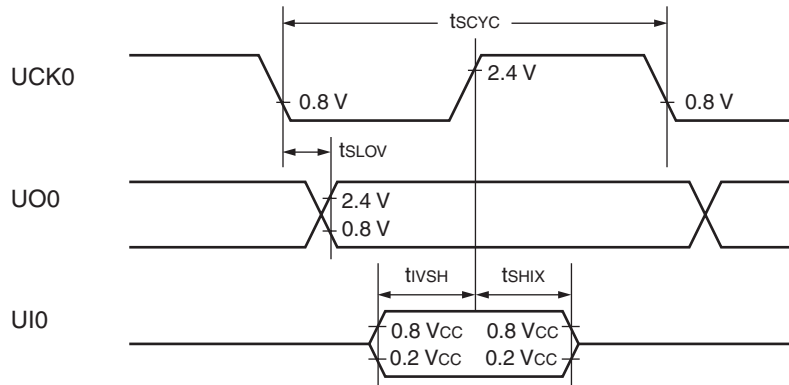 tSCYC
UCK0
2.4 V
0.8 V
0.8 V
tSLOV
UO0
2.4 V
0.8 V
tIVSH
tSHIX
UI0
0.8 VCC
0.8 VCC
0.2 VCC
0.2 VCC